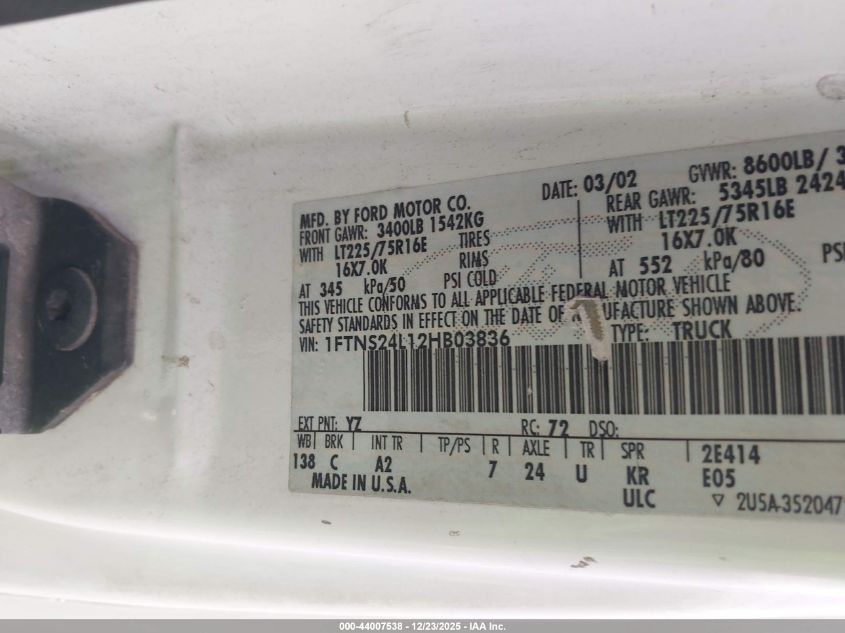 MFD. BY FORD MOTOR CO.
DATE: 03/02
GVWR: 8600LB/ 3
FRONT GAWR: 3400LB 1542KG
REAR GAWR: 5345LB 2424
WITH LT225/75R16E TIRES
WITH LT225/75R16E
16X7.0K RIMS
16X7.0K
AT 345 kPa/50 PSI COLD
AT 552 kPa/80 PSI
THIS VEHICLE CONFORMS TO ALL APPLICABLE FEDERAL MOTOR VEHICLE
SAFETY STANDARDS IN EFFECT ON THE DATE OF UFACTURE SHOWN ABOVE.
VIN: 1FTNS24L12HB03836
TYPE: TRUCK
EXT PNT: YZ RC: 72 DSO:
WB BRK INT TR TP/PS R AXLE TR SPR 2E414
138 C A2 7 24 U KR E05
MADE IN U.S.A. ULC ▽ 2USA-352047
000-44007538 - 12/23/2025 - IAA Inc.